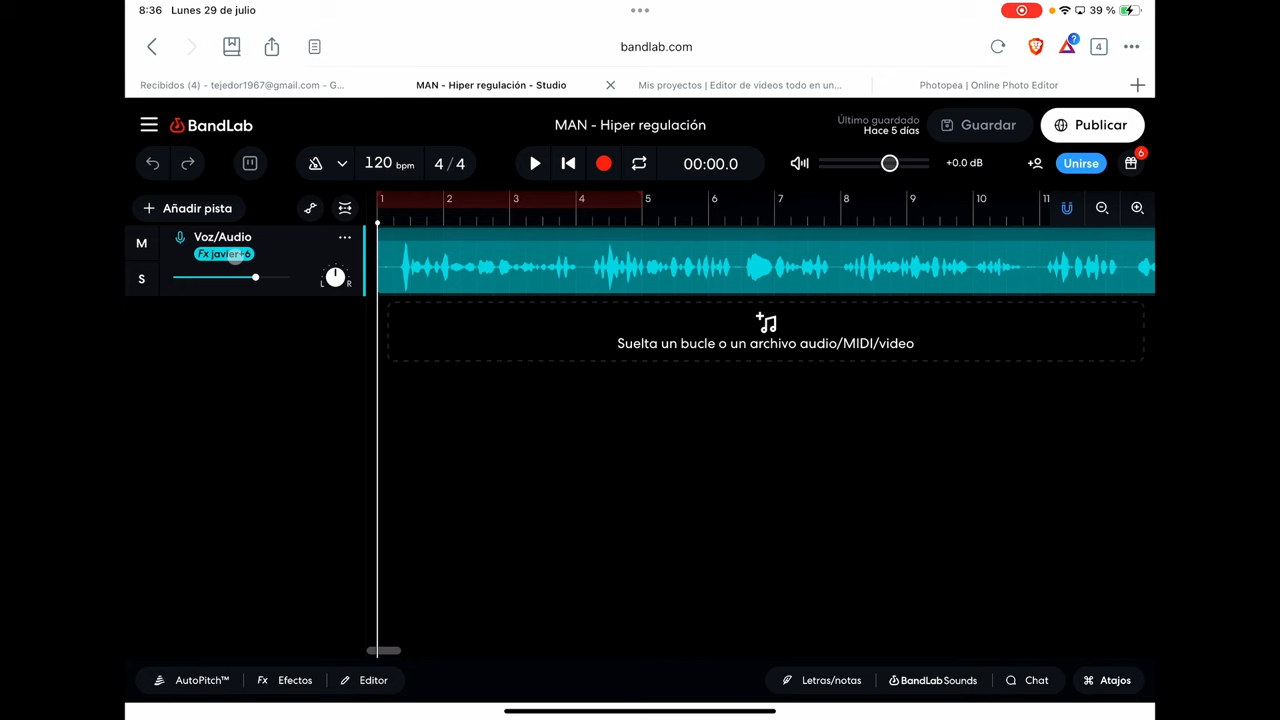 8:36 Lunes 29 de julio
39 %
bandlab.com
?
4
Recibidos (4) - tejedor1967@gmail.com - G...
MAN - Hiper regulación - Studio
Mis proyectos | Editor de videos todo en un...
Photopea | Online Photo Editor
BandLab
MAN - Hiper regulación
Último guardado
Hace 5 días
Guardar
Publicar
120 bpm
4 / 4
00:00.0
+0.0 dB
Unirse
6
Añadir pista
1 2 3 4 5 6 7 8 9 10 11
M
Voz/Audio
Fx javier+6
S
L R
Suelta un bucle o un archivo audio/MIDI/video
AutoPitch™
Fx Efectos
Editor
Letras/notas
BandLab Sounds
Chat
Atajos